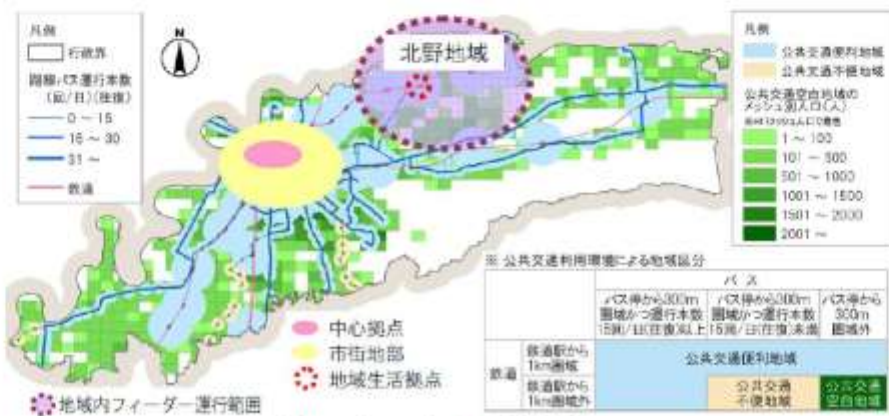 凡例
行政界
路線バス運行本数
(回/日)(往復)
0 ~ 15
16 ~ 30
31 ~
鉄道
北野地域
凡例
公共交通便利地域
公共交通不便地域
公共交通空白地域の
メッシュ別人口(人)
1 ~ 100
101 ~ 500
501 ~ 1000
1001 ~ 1500
1501 ~ 2000
2001 ~
中心拠点
市街地部
地域生活拠点
地域内フィーダー運行範囲
※ 公共交通利用環境による地域区分
バス
バス停から300m
圏域かつ運行本数
15回/日(往復)以上
バス停から300m
圏域かつ運行本数
15回/日(往復)未満
バス停から
300m
圏域外
鉄道
鉄道駅から
1km圏域
公共交通便利地域
鉄道駅から
1km圏域外
公共交通
不便地域
公共交通
空白地域